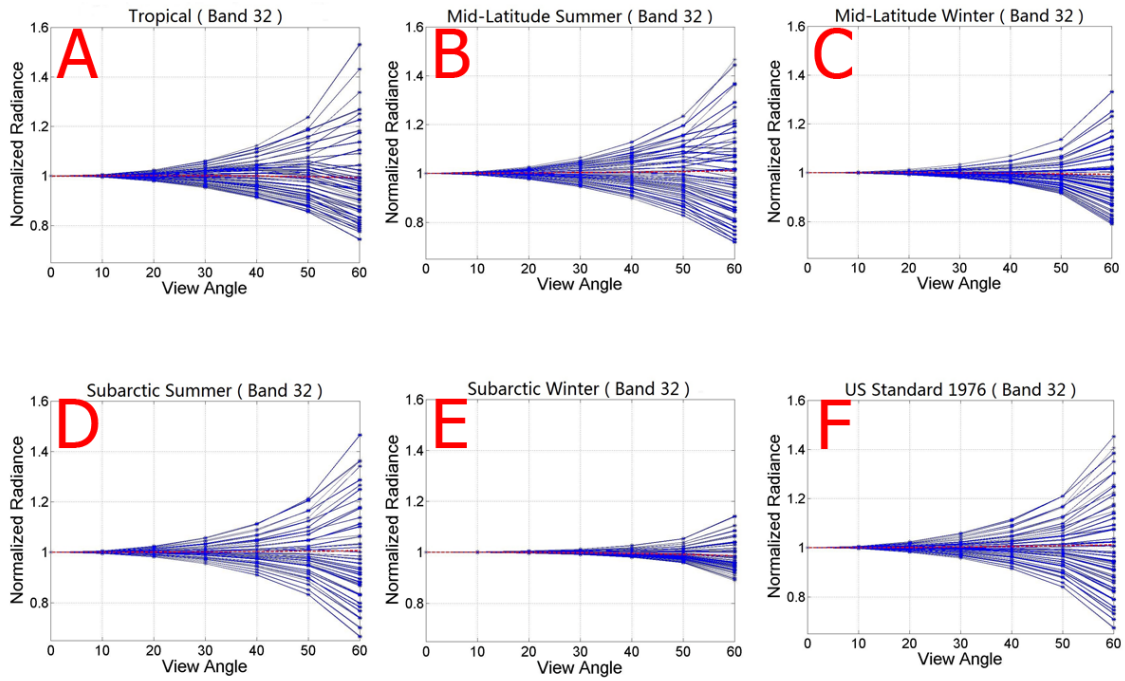 Tropical ( Band 32 )
1.6
1.4
1.2
1
0.8
0 10 20 30 40 50 60
View Angle
Normalized Radiance
A
Mid-Latitude Summer ( Band 32 )
1.6
1.4
1.2
1
0.8
0 10 20 30 40 50 60
View Angle
Normalized Radiance
B
Mid-Latitude Winter ( Band 32 )
1.6
1.4
1.2
1
0.8
0 10 20 30 40 50 60
View Angle
Normalized Radiance
C
Subarctic Summer ( Band 32 )
1.6
1.4
1.2
1
0.8
0 10 20 30 40 50 60
View Angle
Normalized Radiance
D
Subarctic Winter ( Band 32 )
1.6
1.4
1.2
1
0.8
0 10 20 30 40 50 60
View Angle
Normalized Radiance
E
US Standard 1976 ( Band 32 )
1.6
1.4
1.2
1
0.8
0 10 20 30 40 50 60
View Angle
Normalized Radiance
F